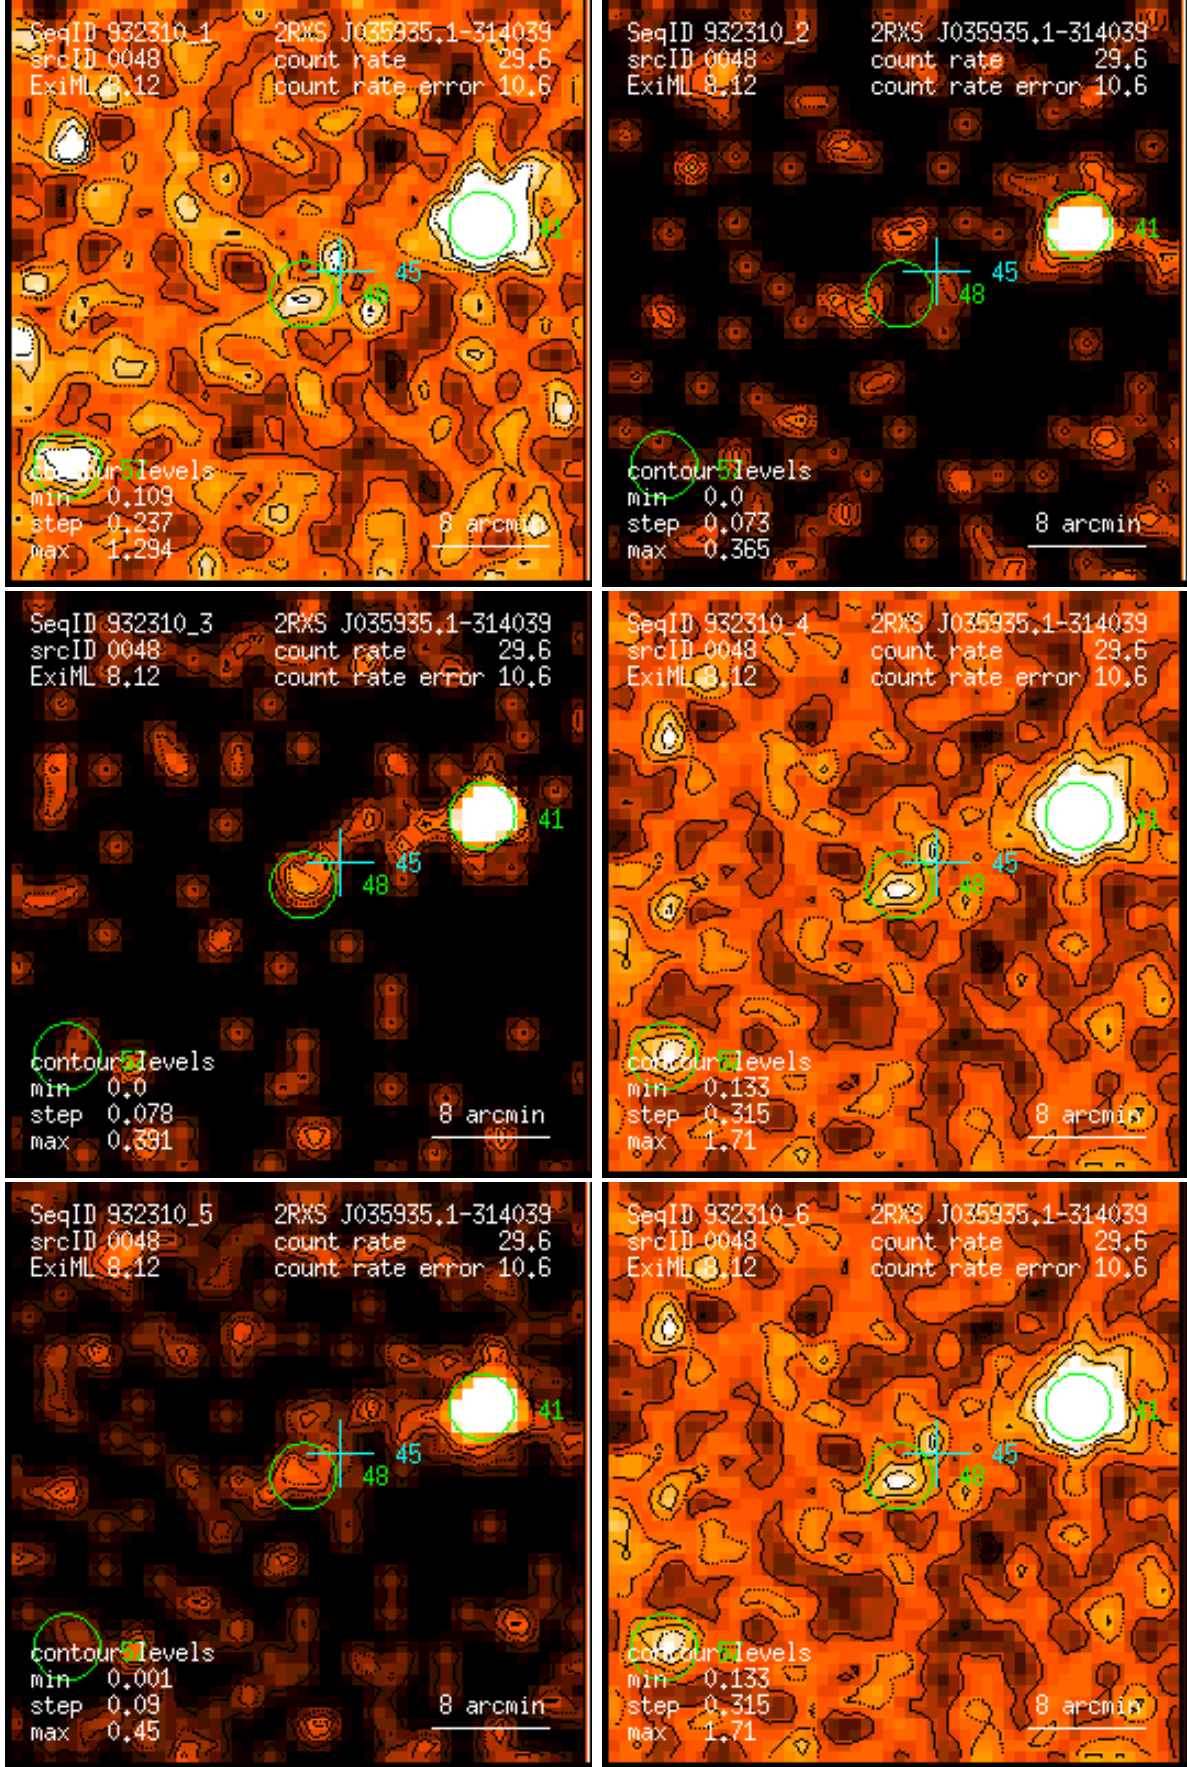 SeqID 932310_1 2RXS J035935.1-314039
srcID 0048 count rate 29.6
ExiML 8.12 count rate error 10.6
41
45
48
contour 57 levels
min 0.109
step 0.237 8 arcmin
max 1.294
SeqID 932310_2 2RXS J035935.1-314039
srcID 0048 count rate 29.6
ExiML 8.12 count rate error 10.6
41
45
48
contour 57 levels
min 0.0
step 0.073 8 arcmin
max 0.365
SeqID 932310_3 2RXS J035935.1-314039
srcID 0048 count rate 29.6
ExiML 8.12 count rate error 10.6
41
45
48
contour 57 levels
min 0.0
step 0.078 8 arcmin
max 0.391
SeqID 932310_4 2RXS J035935.1-314039
srcID 0048 count rate 29.6
ExiML 8.12 count rate error 10.6
41
45
48
contour 57 levels
min 0.133
step 0.315 8 arcmin
max 1.71
SeqID 932310_5 2RXS J035935.1-314039
srcID 0048 count rate 29.6
ExiML 8.12 count rate error 10.6
41
45
48
contour 57 levels
min 0.001
step 0.09 8 arcmin
max 0.45
SeqID 932310_6 2RXS J035935.1-314039
srcID 0048 count rate 29.6
ExiML 8.12 count rate error 10.6
41
45
48
contour 57 levels
min 0.133
step 0.315 8 arcmin
max 1.71